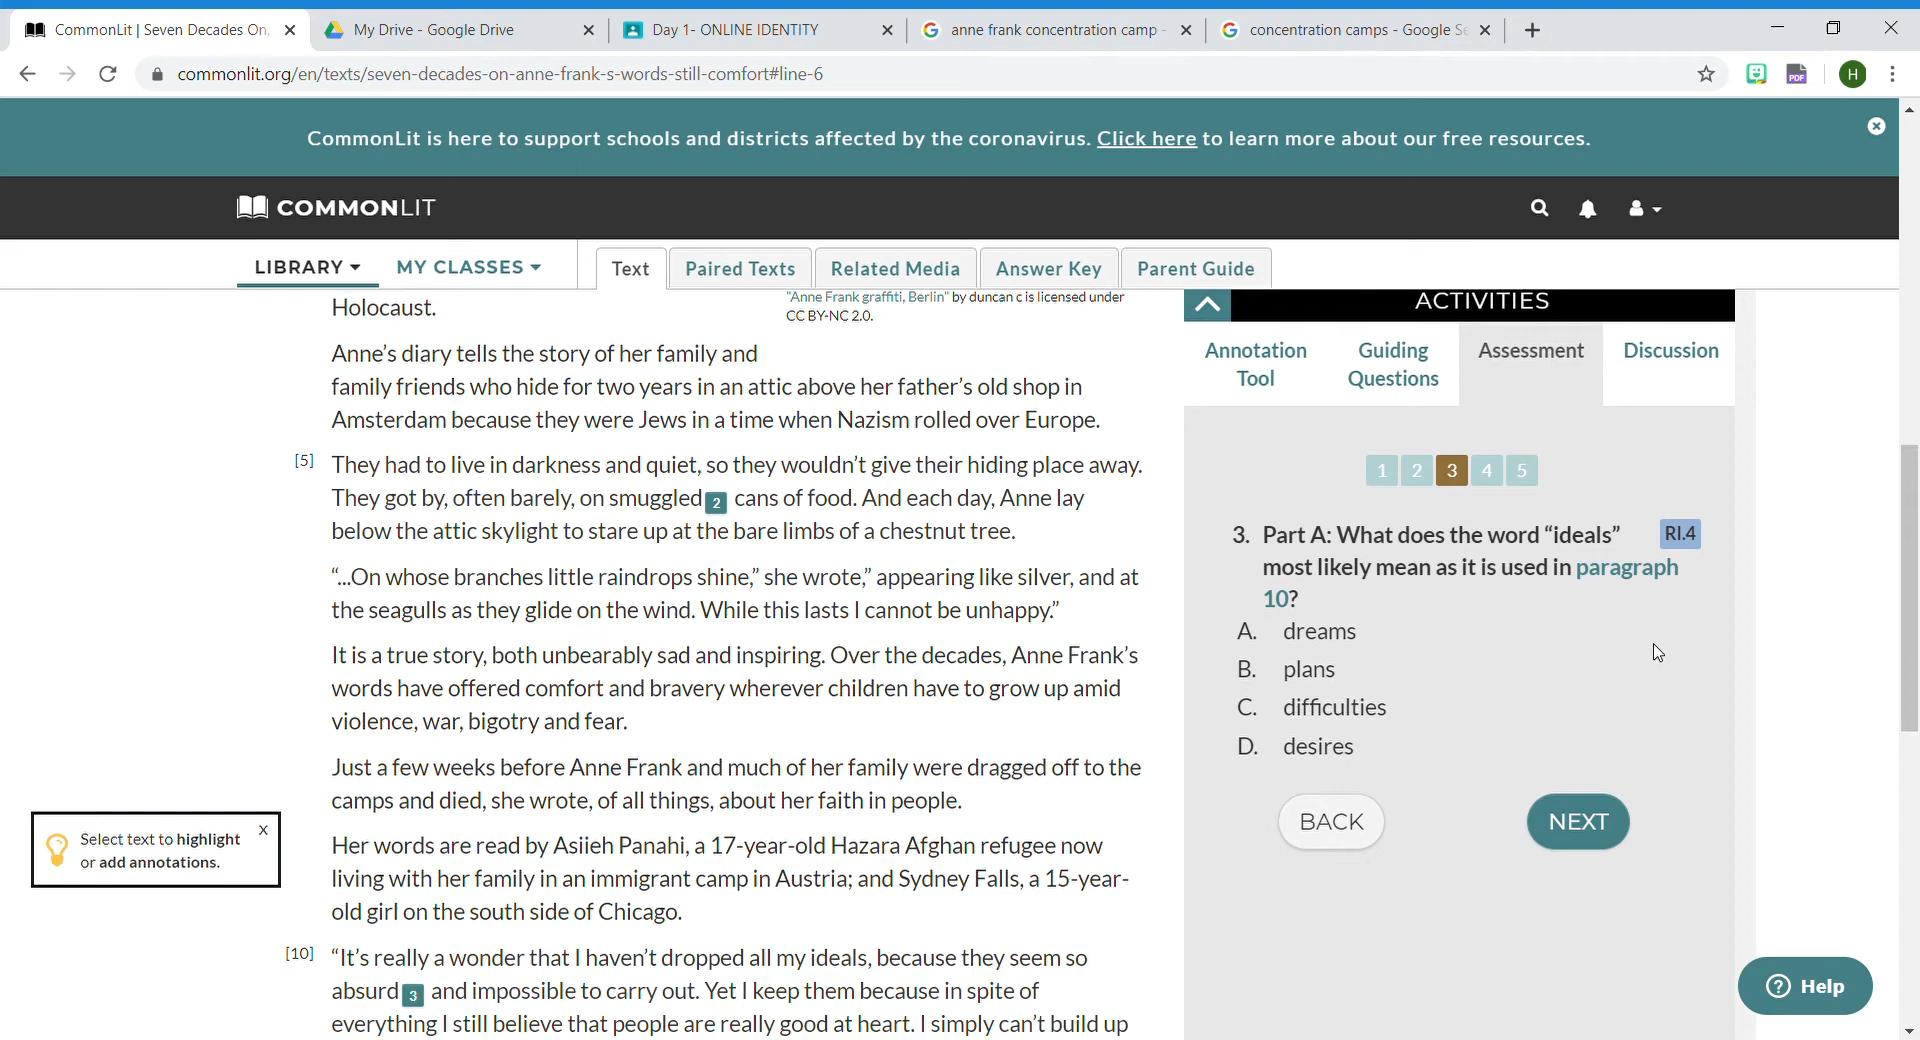 CommonLit | Seven Decades On,
My Drive - Google Drive
Day 1- ONLINE IDENTITY
anne frank concentration camp -
concentration camps - Google Se
commonlit.org/en/texts/seven-decades-on-anne-frank-s-words-still-comfort#line-6
PDF
H
CommonLit is here to support schools and districts affected by the coronavirus. Click here to learn more about our free resources.
COMMONLIT
LIBRARY
MY CLASSES
Text
Paired Texts
Related Media
Answer Key
Parent Guide
Holocaust.
"Anne Frank graffiti, Berlin" by duncan c is licensed under
CC BY-NC 2.0.
Anne’s diary tells the story of her family and
family friends who hide for two years in an attic above her father’s old shop in
Amsterdam because they were Jews in a time when Nazism rolled over Europe.
[5] They had to live in darkness and quiet, so they wouldn’t give their hiding place away.
They got by, often barely, on smuggled 2 cans of food. And each day, Anne lay
below the attic skylight to stare up at the bare limbs of a chestnut tree.
“...On whose branches little raindrops shine,” she wrote,” appearing like silver, and at
the seagulls as they glide on the wind. While this lasts I cannot be unhappy.”
It is a true story, both unbearably sad and inspiring. Over the decades, Anne Frank’s
words have offered comfort and bravery wherever children have to grow up amid
violence, war, bigotry and fear.
Just a few weeks before Anne Frank and much of her family were dragged off to the
camps and died, she wrote, of all things, about her faith in people.
Her words are read by Asiieh Panahi, a 17-year-old Hazara Afghan refugee now
living with her family in an immigrant camp in Austria; and Sydney Falls, a 15-year-
old girl on the south side of Chicago.
[10] “It’s really a wonder that I haven’t dropped all my ideals, because they seem so
absurd 3 and impossible to carry out. Yet I keep them because in spite of
everything I still believe that people are really good at heart. I simply can’t build up
Select text to highlight
or add annotations.
X
ACTIVITIES
Annotation
Tool
Guiding
Questions
Assessment
Discussion
1 2 3 4 5
3. Part A: What does the word “ideals”
most likely mean as it is used in paragraph
10?
RI.4
A. dreams
B. plans
C. difficulties
D. desires
BACK
NEXT
Help